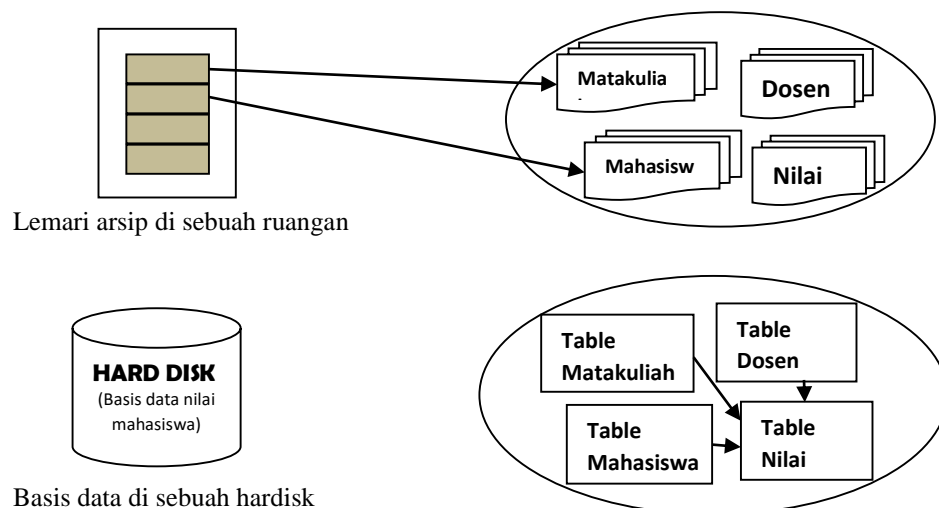 Matakulia
Dosen
Mahasisw
Nilai
Lemari arsip di sebuah ruangan
HARD DISK
(Basis data nilai
mahasiswa)
Table
Matakuliah
Table
Dosen
Table
Mahasiswa
Table
Nilai
Basis data di sebuah hardisk